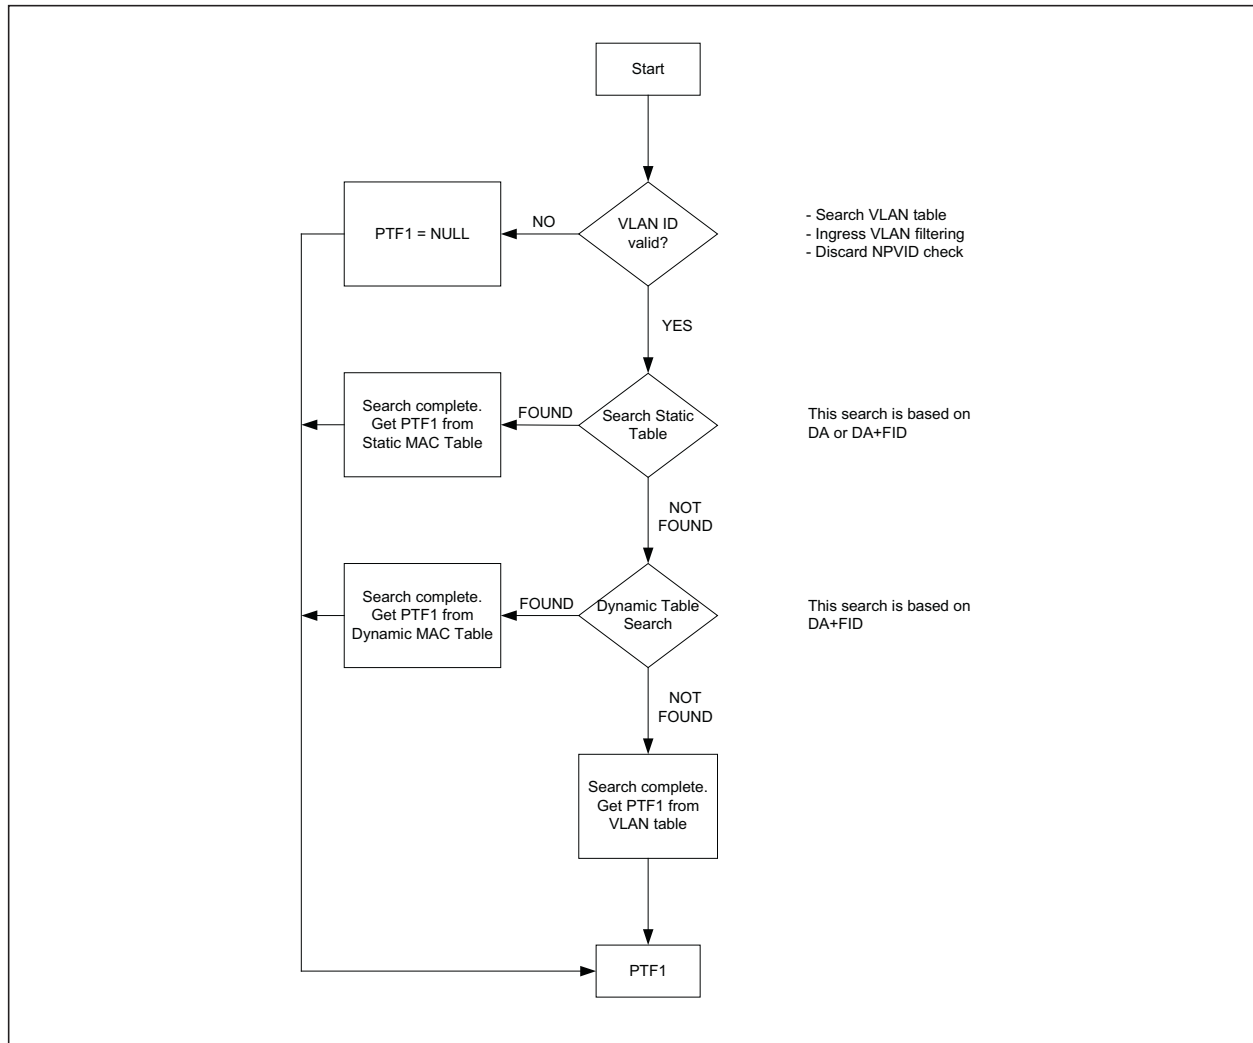 Start
PTF1 = NULL
NO
VLAN ID
valid?
- Search VLAN table
- Ingress VLAN filtering
- Discard NPVID check
YES
Search complete.
Get PTF1 from
Static MAC Table
FOUND
Search Static
Table
This search is based on
DA or DA+FID
NOT
FOUND
Search complete.
Get PTF1 from
Dynamic MAC Table
FOUND
Dynamic Table
Search
This search is based on
DA+FID
NOT
FOUND
Search complete.
Get PTF1 from
VLAN table
PTF1